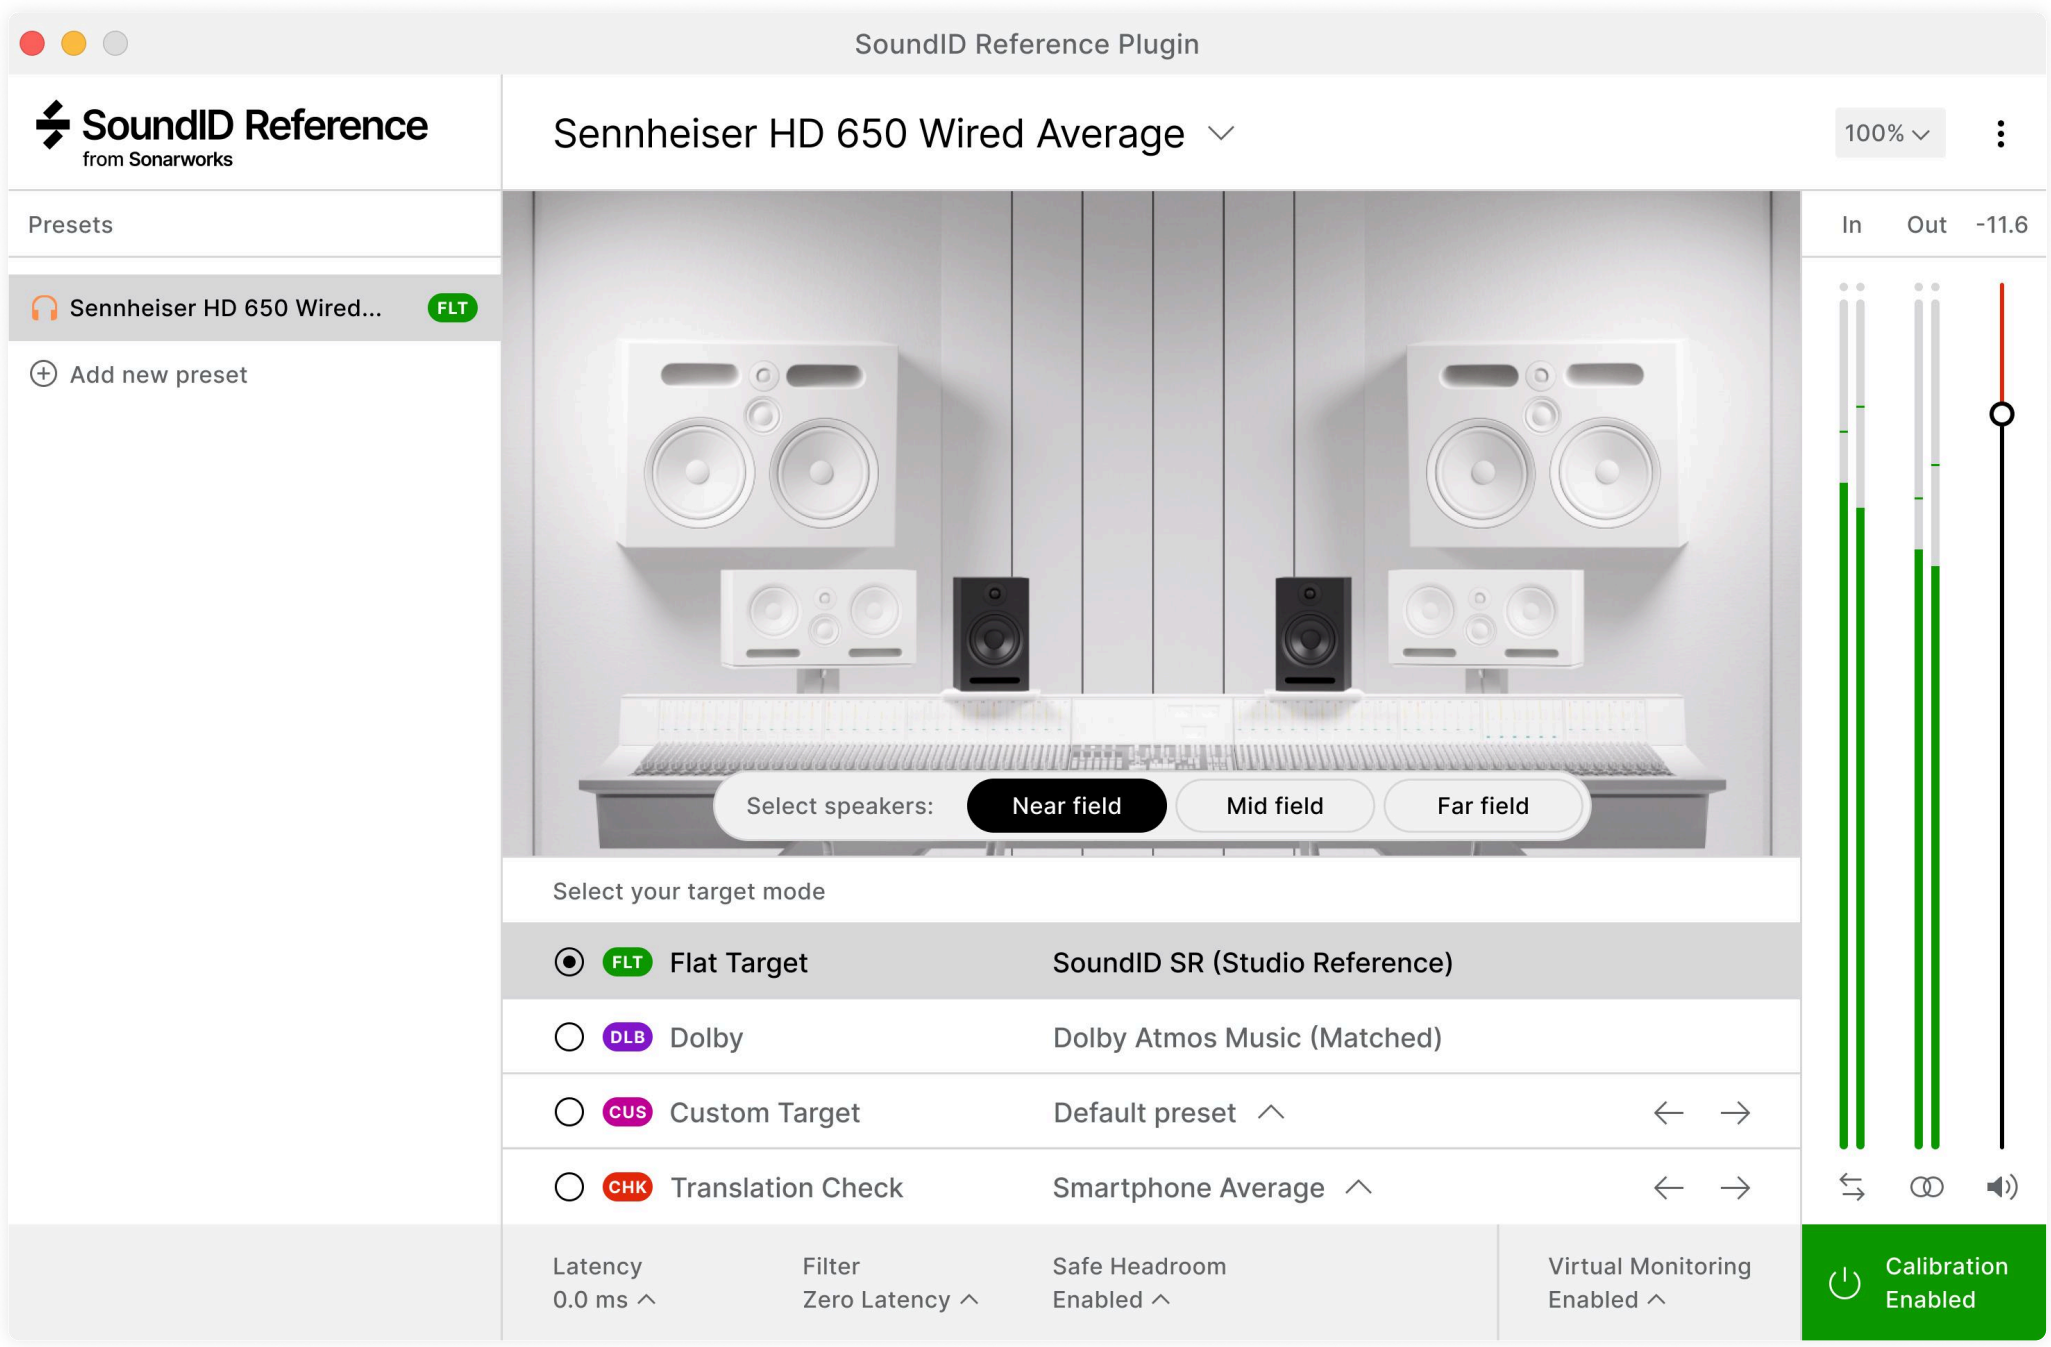 SoundID Reference Plugin
SoundID Reference
from Sonarworks
Sennheiser HD 650 Wired Average
100%
Presets
In Out -11.6
Sennheiser HD 650 Wired... FLT
Add new preset
Select speakers: Near field Mid field Far field
Select your target mode
FLT Flat Target SoundID SR (Studio Reference)
DLB Dolby Dolby Atmos Music (Matched)
CUS Custom Target Default preset
CHK Translation Check Smartphone Average
Latency
0.0 ms
Filter
Zero Latency
Safe Headroom
Enabled
Virtual Monitoring
Enabled
Calibration
Enabled